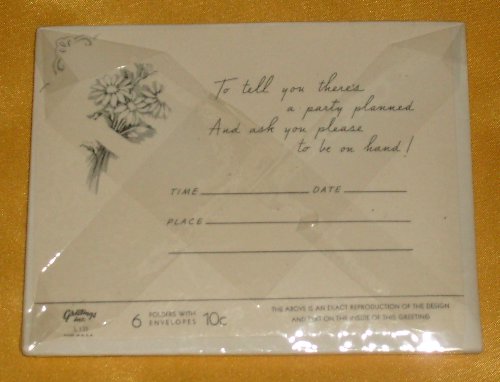 To tell you there's
a party planned
And ask you please
to be on hand!
TIME DATE
PLACE
Greetings
Inc.
6 FOLDERS WITH ENVELOPES 10c
THE ABOVE IS AN EXACT REPRODUCTION OF THE DESIGN
AND TEXT ON THE INSIDE OF THIS GREETING